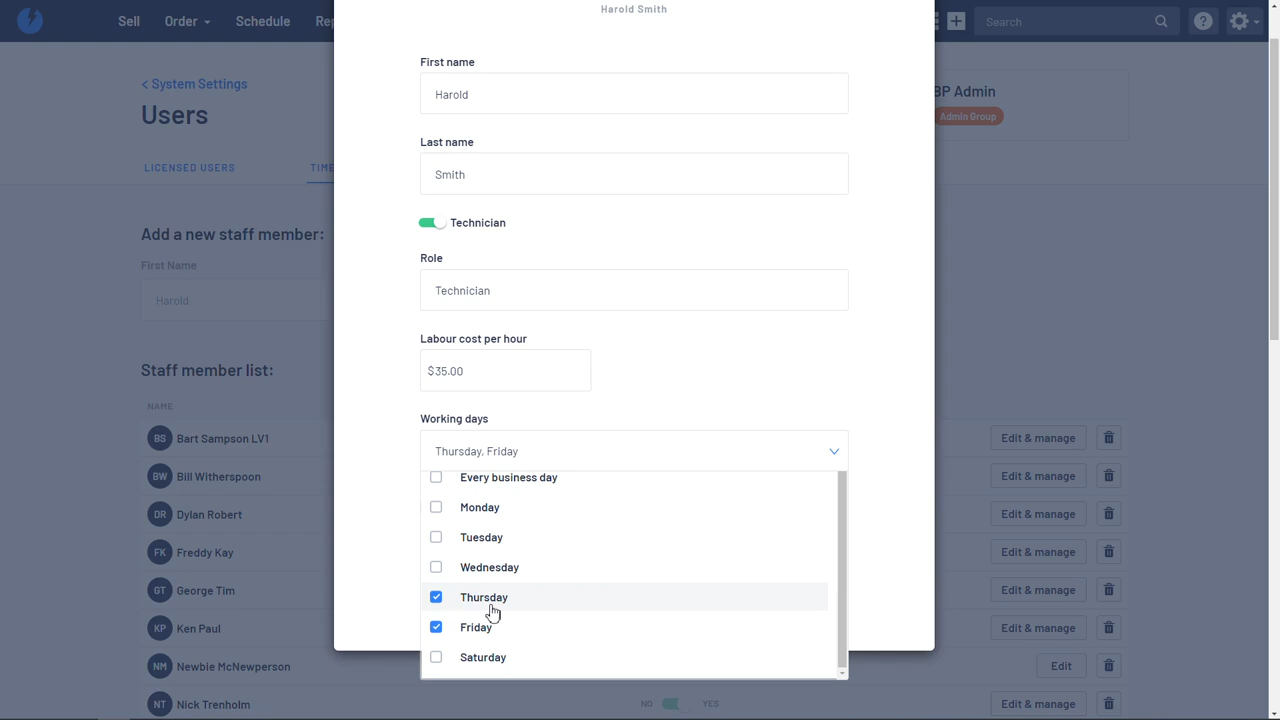 Harold Smith
Sell Order Schedule Re
Search
< System Settings
Users
BP Admin
Admin Group
LICENSED USERS TIME
First name
Harold
Last name
Smith
Technician
Add a new staff member:
First Name
Harold
Role
Technician
Labour cost per hour
$35.00
Staff member list:
NAME
Working days
Thursday, Friday
Every business day
Monday
Tuesday
Wednesday
Thursday
Friday
Saturday
BS Bart Sampson LV1 Edit & manage
BW Bill Witherspoon Edit & manage
DR Dylan Robert Edit & manage
FK Freddy Kay Edit & manage
GT George Tim Edit & manage
KP Ken Paul Edit & manage
NM Newbie McNewperson Edit
NT Nick Trenholm NO YES Edit & manage